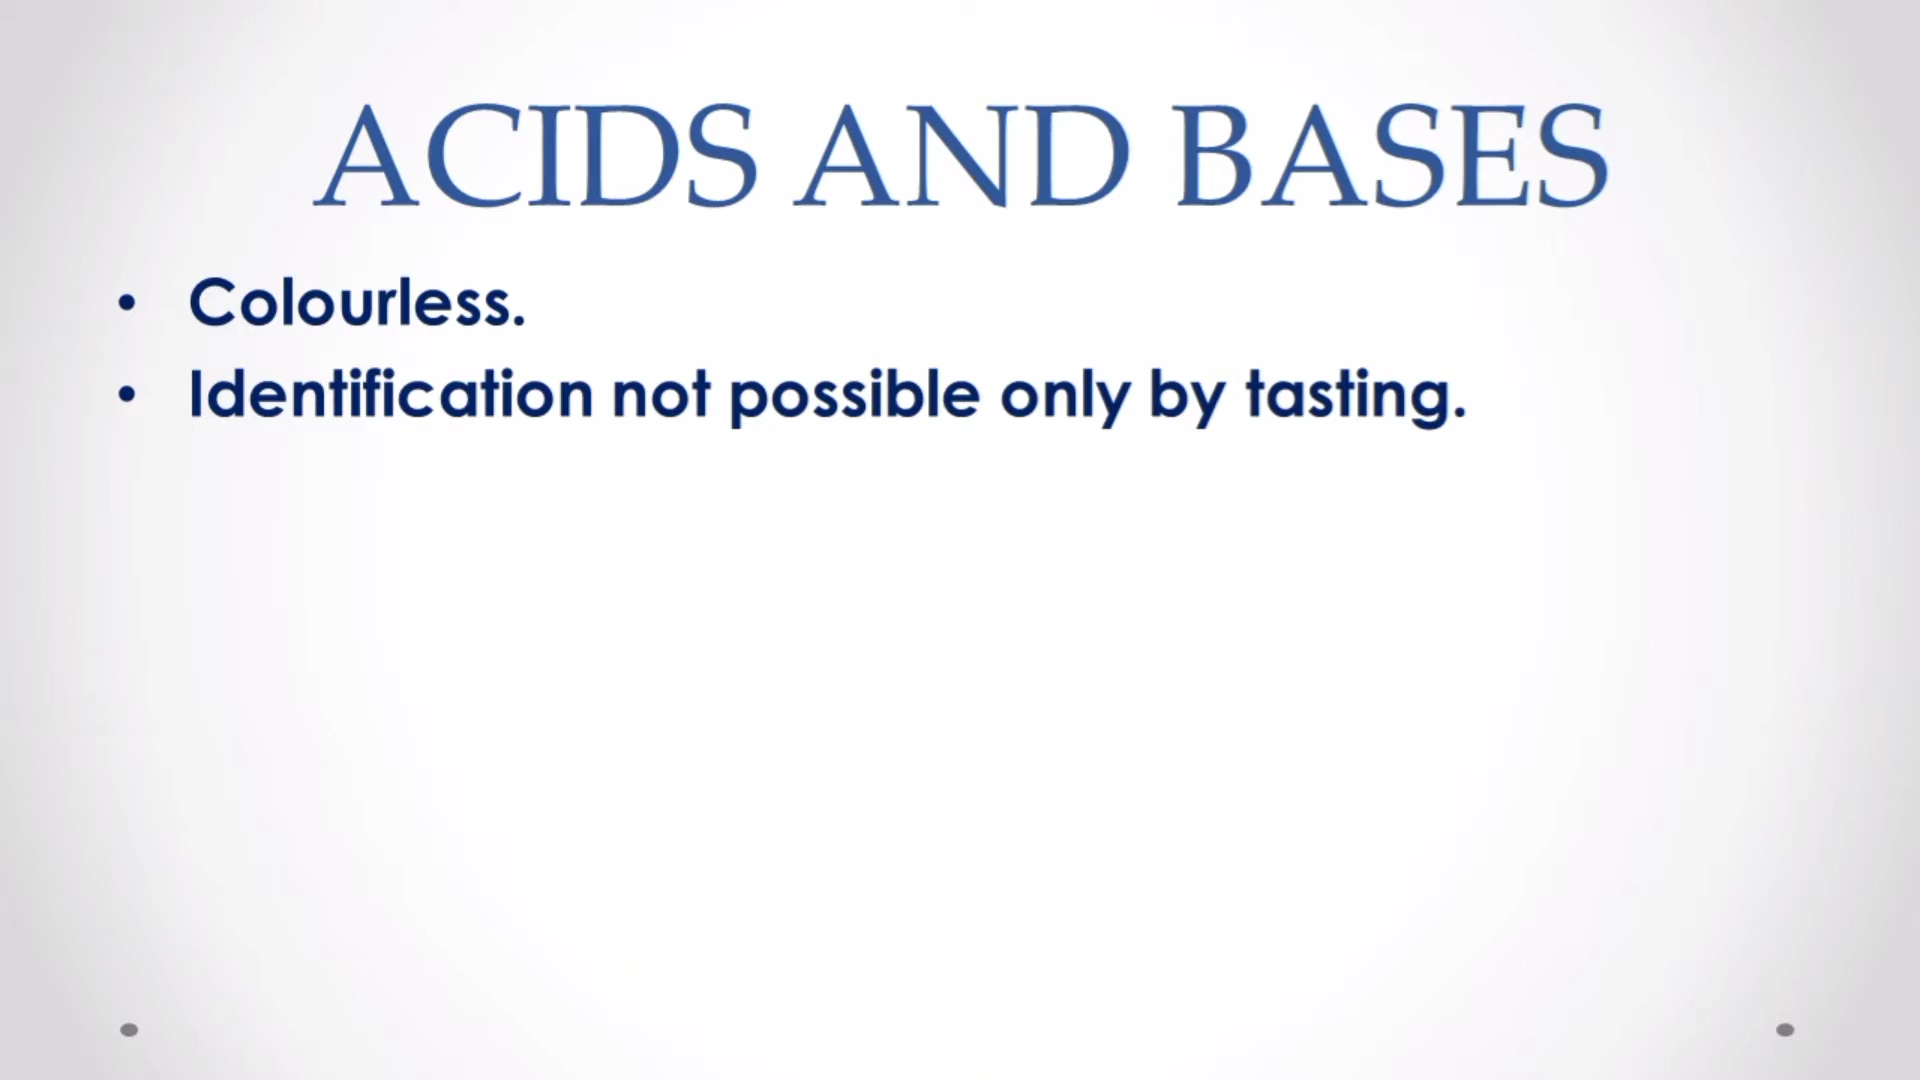 ACIDS AND BASES
• Colourless.
• Identification not possible only by tasting.